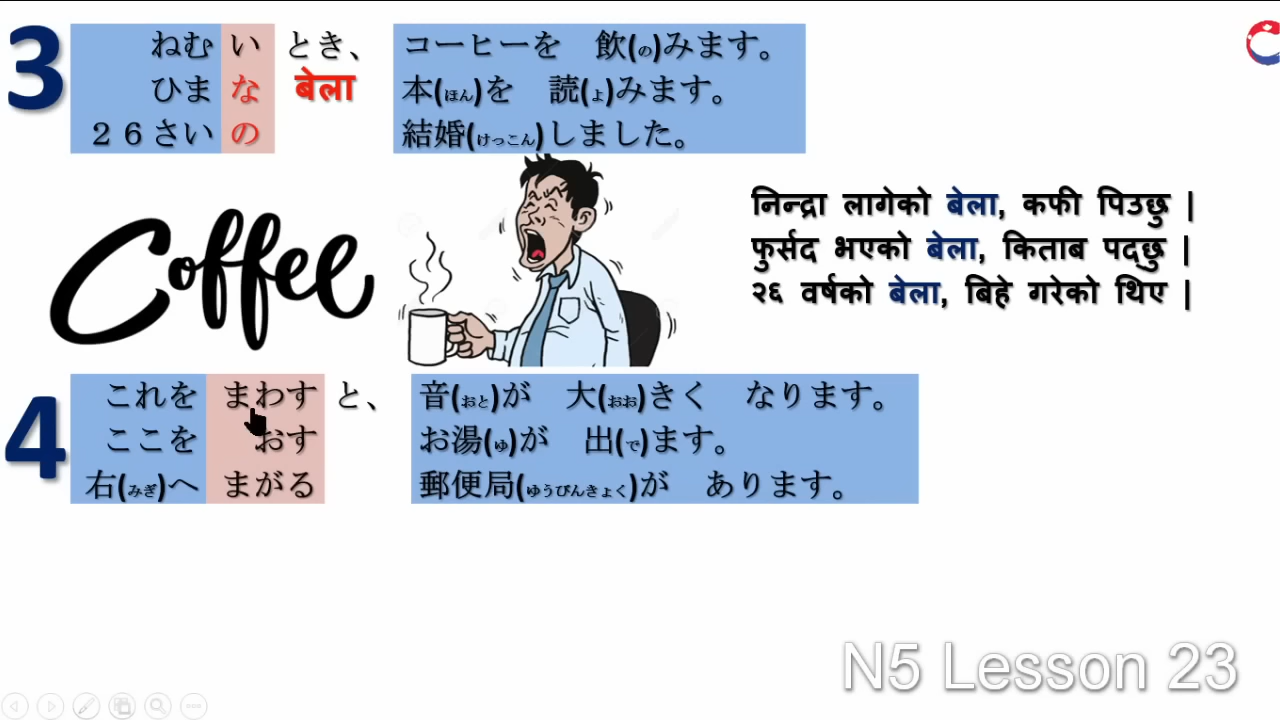 3
ねむ い とき、 コーヒーを 飲(の)みます。
ひま な बेला 本(ほん)を 読(よ)みます。
２６さい の 結婚(けっこん)しました。
Coffee
निन्द्रा लागेको बेला, कफी पिउछु |
फुर्सद भएको बेला, किताब पद्छु |
२६ वर्षको बेला, बिहे गरेको थिए |
4
これを まわす と、 音(おと)が 大(おお)きく なります。
ここを おす お湯(ゆ)が 出(で)ます。
右(みぎ)へ まがる 郵便局(ゆうびんきょく)が あります。
N5 Lesson 23